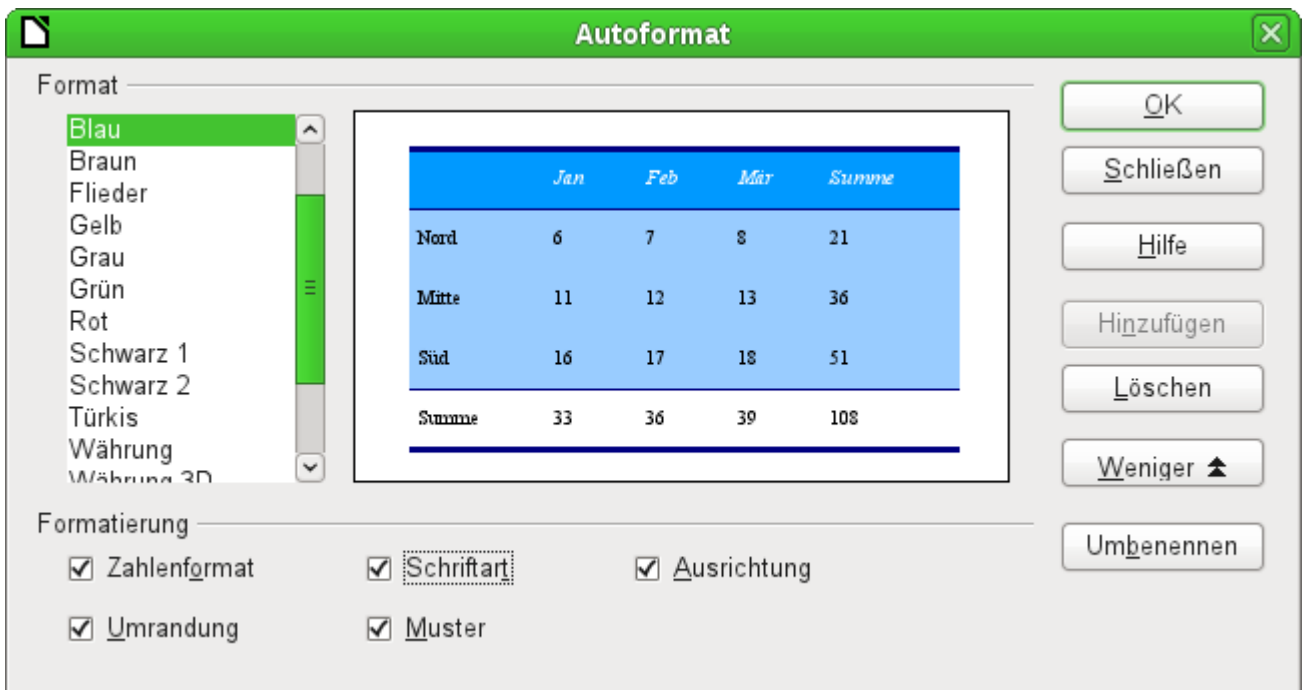 Autoformat
Format
Blau
Braun
Flieder
Gelb
Grau
Grün
Rot
Schwarz 1
Schwarz 2
Türkis
Währung
Währung 3D
Jan Feb Mär Summe
Nord 6 7 8 21
Mitte 11 12 13 36
Süd 16 17 18 51
Summe 33 36 39 108
OK
Schließen
Hilfe
Hinzufügen
Löschen
Weniger
Umbenennen
Formatierung
Zahlenformat Schriftart Ausrichtung
Umrandung Muster